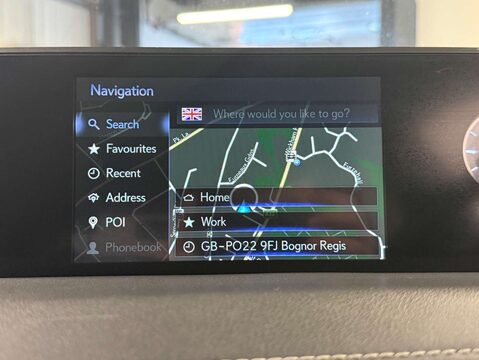 Navigation
Search
Where would you like to go?
Favourites
Recent
Address
Home
POI
Work
Phonebook
GB-PO22 9FJ Bognor Regis